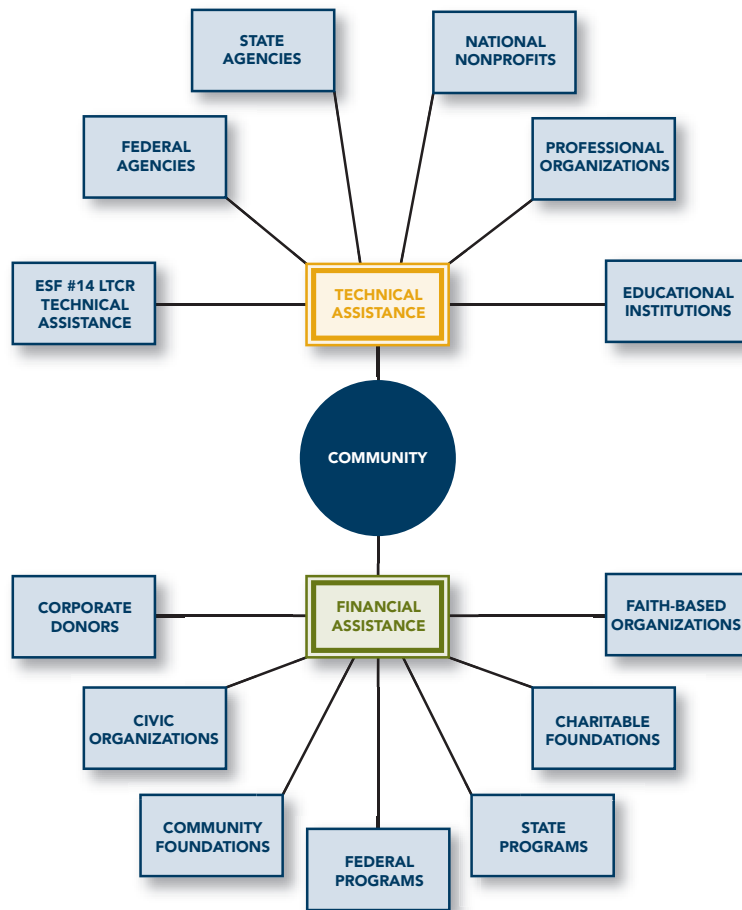 STATE
AGENCIES
NATIONAL
NONPROFITS
FEDERAL
AGENCIES
PROFESSIONAL
ORGANIZATIONS
ESF #14 LTCR
TECHNICAL
ASSISTANCE
TECHNICAL
ASSISTANCE
EDUCATIONAL
INSTITUTIONS
COMMUNITY
CORPORATE
DONORS
FINANCIAL
ASSISTANCE
FAITH-BASED
ORGANIZATIONS
CIVIC
ORGANIZATIONS
CHARITABLE
FOUNDATIONS
COMMUNITY
FOUNDATIONS
FEDERAL
PROGRAMS
STATE
PROGRAMS